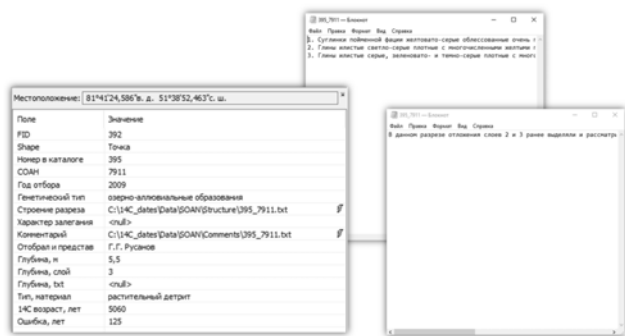 395_7911 — Блокнот
Файл Правка Формат Вид Справка
1. Суглинки пойменной фации желтовато-серые облессованные очень п
2. Глины илистые светло-серые плотные с многочисленными желтыми п
3. Глины илистые серые, зеленовато- и темно-серые плотные с много
Местоположение: 81°41'24,586"в. д. 51°38'52,463"с. ш.
Поле Значение
FID 392
Shape Точка
Номер в каталоге 395
СОАН 7911
Год отбора 2009
Генетический тип озерно-аллювиальные образования
Строение разреза C:\14C_dates\Data\SOAN\Structure\395_7911.txt
Характер залегания <null>
Комментарий C:\14C_dates\Data\SOAN\Comments\395_7911.txt
Отобрал и представ Г.Г. Русанов
Глубина, м 5,5
Глубина, слой 3
Глубина, txt <null>
Тип, материал растительный детрит
14C возраст, лет 5060
Ошибка, лет 125
395_7911 — Блокнот
Файл Правка Формат Вид Справка
В данном разрезе отложения слоев 2 и 3 ранее выделяли и рассматри